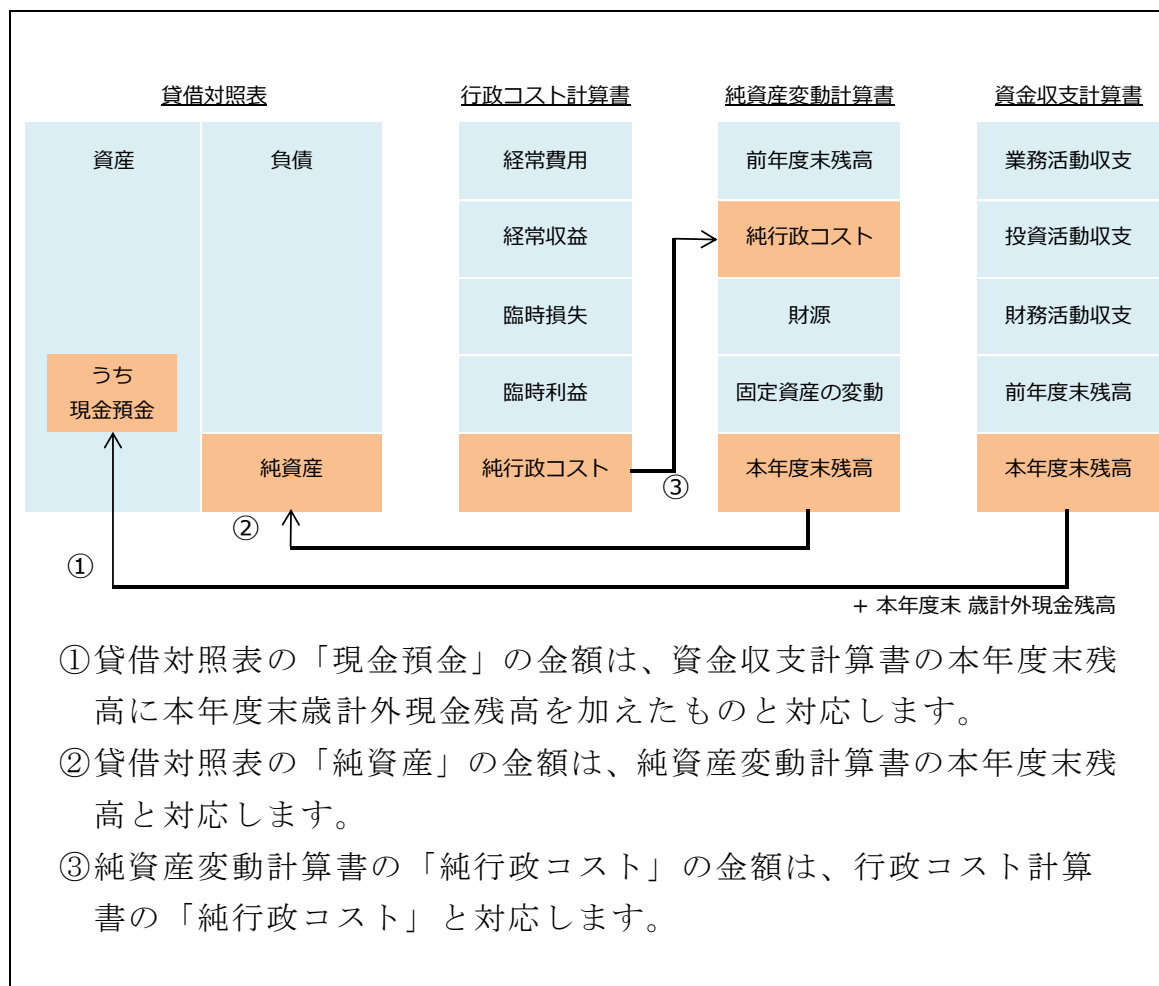 貸借対照表
行政コスト計算書
純資産変動計算書
資金収支計算書
資産
負債
経常費用
前年度末残高
業務活動収支
経常収益
純行政コスト
投資活動収支
臨時損失
財源
財務活動収支
うち
現金預金
臨時利益
固定資産の変動
前年度末残高
純資産
純行政コスト
本年度末残高
本年度末残高
③
②
①
+ 本年度末 歳計外現金残高
①貸借対照表の「現金預金」の金額は、資金収支計算書の本年度末残
高に本年度末歳計外現金残高を加えたものと対応します。
②貸借対照表の「純資産」の金額は、純資産変動計算書の本年度末残
高と対応します。
③純資産変動計算書の「純行政コスト」の金額は、行政コスト計算
書の「純行政コスト」と対応します。